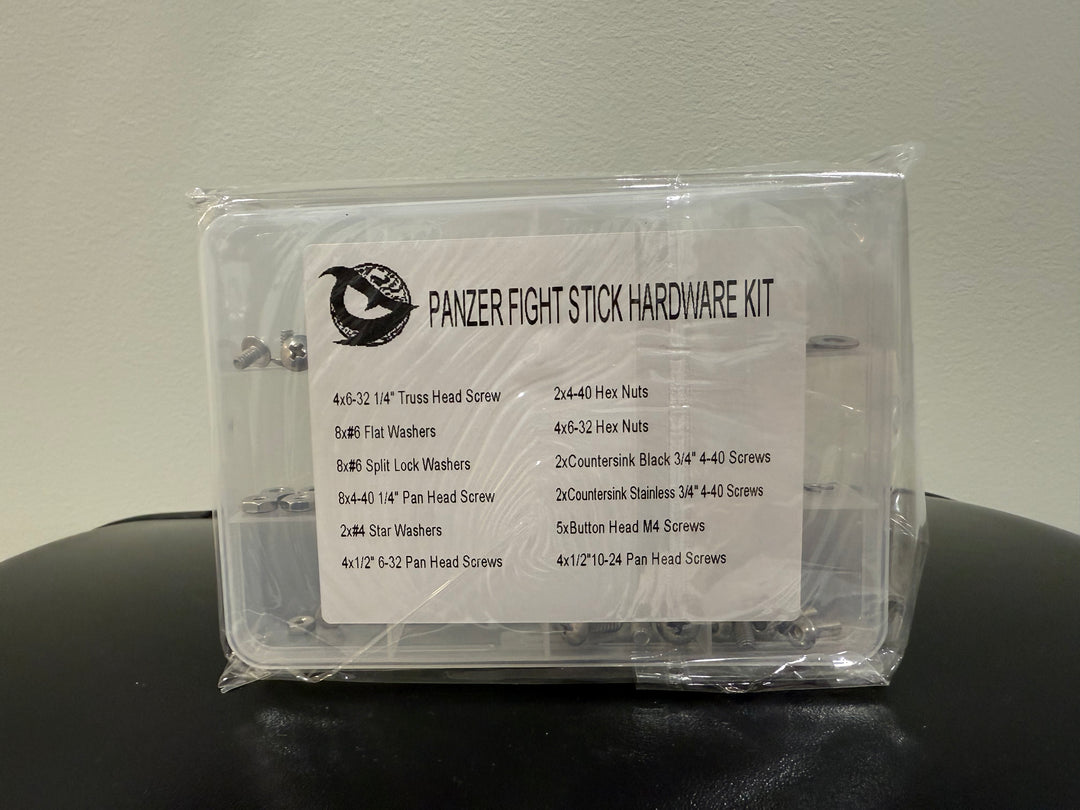 PANZER FIGHT STICK HARDWARE KIT
4x6-32 1/4" Truss Head Screw
8x#6 Flat Washers
8x#6 Split Lock Washers
8x4-40 1/4" Pan Head Screw
2x#4 Star Washers
4x1/2" 6-32 Pan Head Screws
2x4-40 Hex Nuts
4x6-32 Hex Nuts
2xCountersink Black 3/4" 4-40 Screws
2xCountersink Stainless 3/4" 4-40 Screws
5xButton Head M4 Screws
4x1/2"10-24 Pan Head Screws